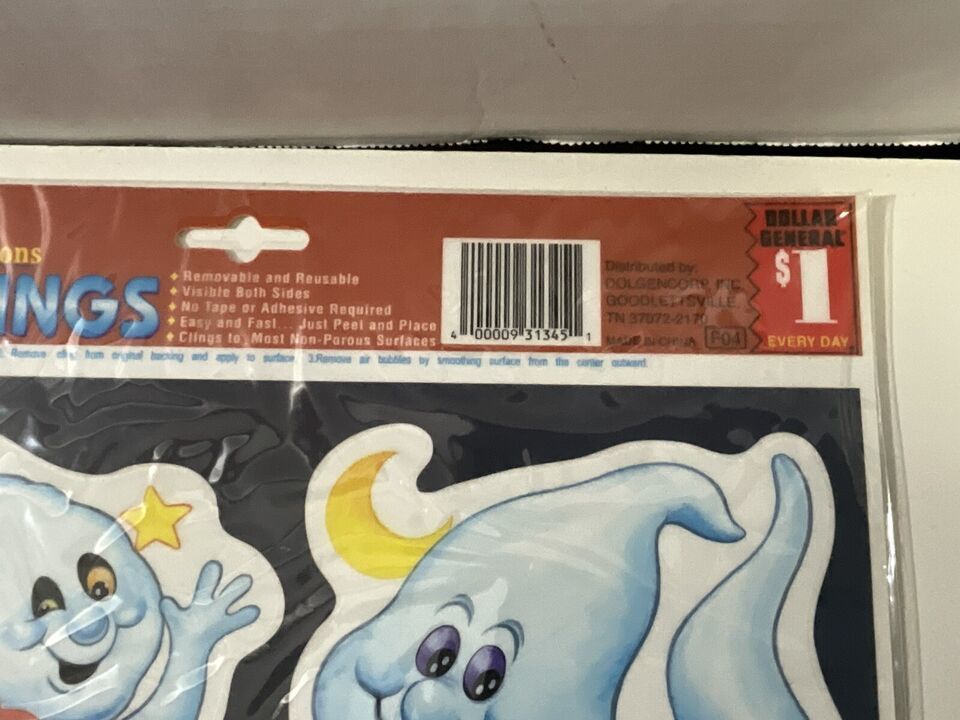 ons
INGS
Removable and Reusable
Visible Both Sides
No Tape or Adhesive Required
Easy and Fast... Just Peel and Place
Clings to Most Non-Porous Surfaces
4 00009 31345 1
Distributed by:
DOLGENCORP, INC.
GOODLETTSVILLE,
TN 37072-2170
MADE IN CHINA F04
DOLLAR
GENERAL
$1
EVERY DAY
Remove cling from original backing and apply to surface 3.Remove air bubbles by smoothing surface from the center outward.